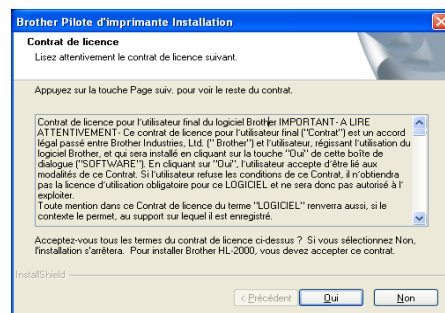 Brother Pilote d'imprimante Installation
Contrat de licence
Lisez attentivement le contrat de licence suivant.
Appuyez sur la touche Page suiv. pour voir le reste du contrat.
Contrat de licence pour l'utilisateur final du logiciel Brother IMPORTANT - A LIRE
ATTENTIVEMENT- Ce contrat de licence pour l'utilisateur final ("Contrat") est un accord
légal passé entre Brother Industries, Ltd. (" Brother") et l'utilisateur, régissant l'utilisation du
logiciel Brother, et qui sera installé en cliquant sur la touche "Oui" de cette boîte de
dialogue ("SOFTWARE"). En cliquant sur "Oui", l'utilisateur accepte d'être lié aux
modalités de ce Contrat. Si l'utilisateur refuse les conditions de ce Contrat, il n'obtiendra
pas la licence d'utilisation obligatoire pour ce LOGICIEL et ne sera donc pas autorisé à l'
exploiter.
Toute mention dans ce Contrat de licence du terme "LOGICIEL" renverra aussi, si le
contexte le permet, au support sur lequel il est enregistré.
Acceptez-vous tous les termes du contrat de licence ci-dessus ? Si vous sélectionnez Non,
l'installation s'arrêtera. Pour installer Brother HL-2000, vous devez accepter ce contrat.
InstallShield
< Précédent Oui Non